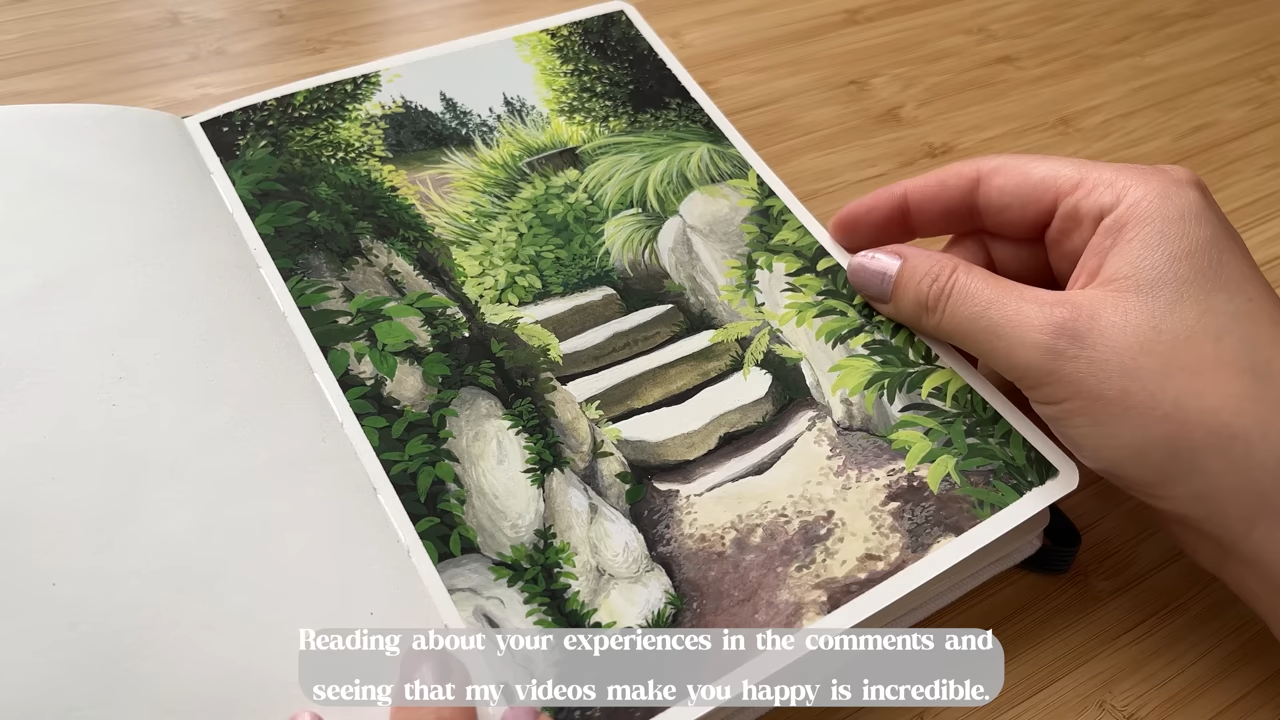 Reading about your experiences in the comments and
seeing that my videos make you happy is incredible.